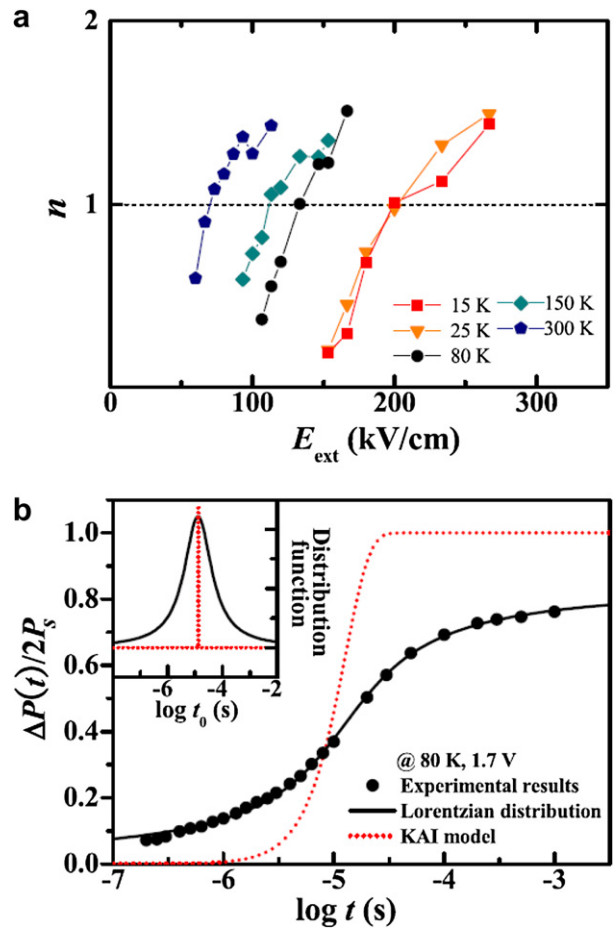 a
2
1
0
n
0 100 200 300
E_ext (kV/cm)
15 K
25 K
80 K
150 K
300 K
b
1.0
0.8
0.6
0.4
0.2
0.0
ΔP(t)/2P_s
-6 -4 -2
log t_0 (s)
Distribution
function
@ 80 K, 1.7 V
Experimental results
Lorentzian distribution
KAI model
-7 -6 -5 -4 -3
log t (s)